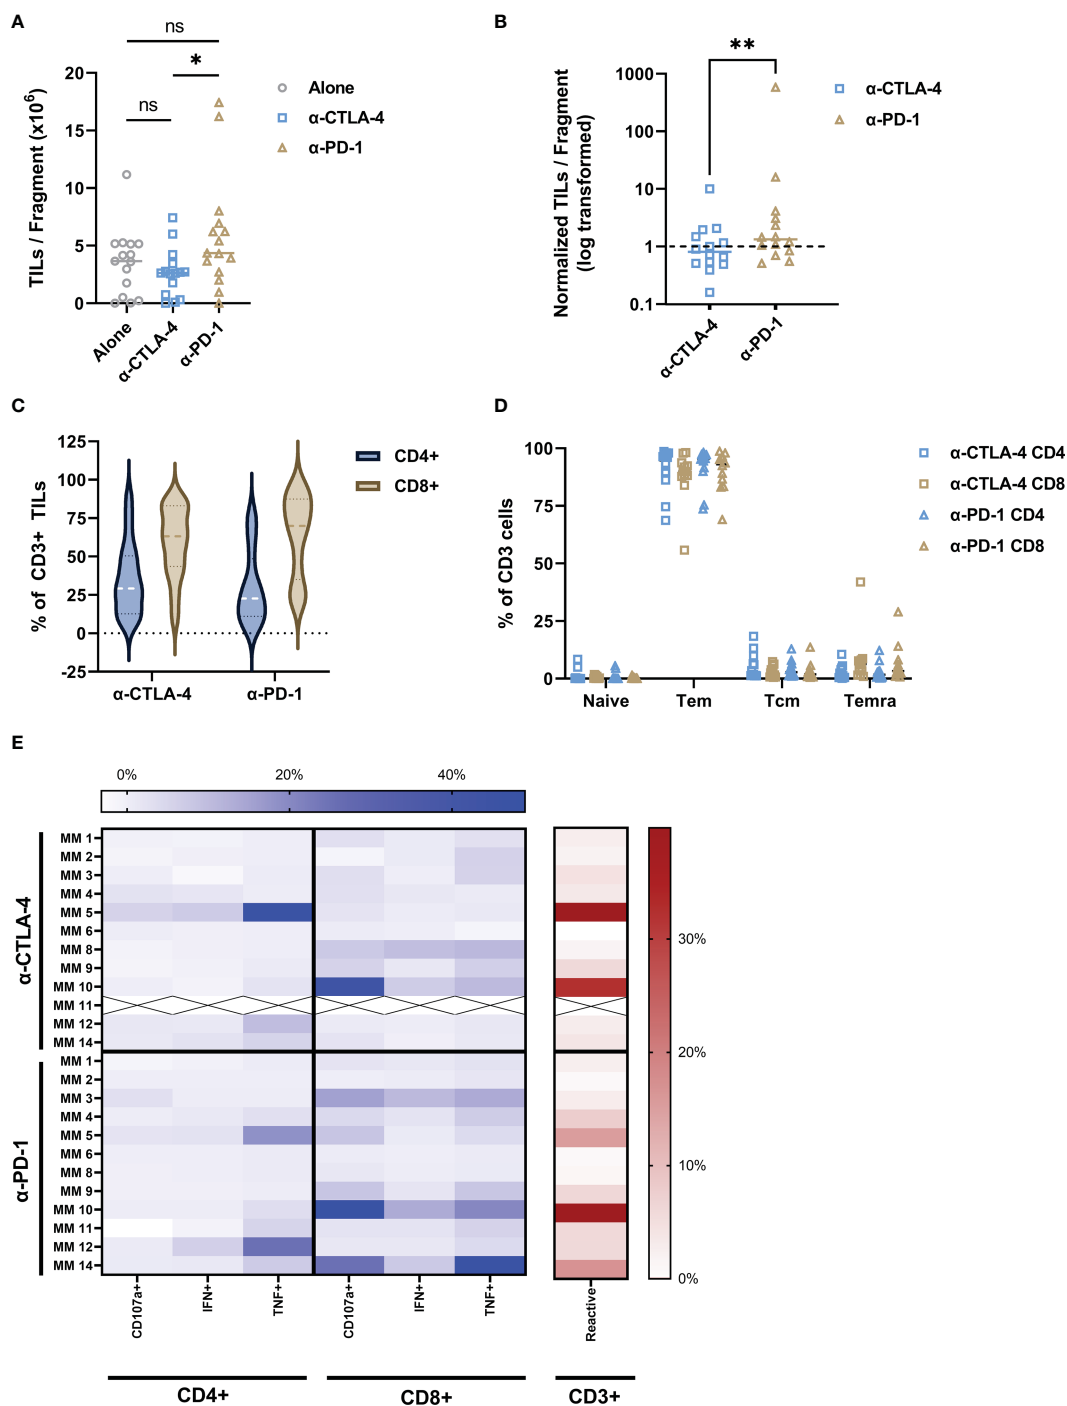 A
ns
*
ns
20
15
10
5
0
TILs / Fragment (x10⁶)
Alone
α-CTLA-4
α-PD-1
Alone
α-CTLA-4
α-PD-1
B
**
1000
100
10
1
0.1
Normalized TILs / Fragment
(log transformed)
α-CTLA-4
α-PD-1
α-CTLA-4
α-PD-1
C
125
100
75
50
25
0
-25
% of CD3+ TILs
α-CTLA-4
α-PD-1
CD4+
CD8+
D
100
75
50
25
0
% of CD3 cells
Naive
Tem
Tcm
Temra
α-CTLA-4 CD4
α-CTLA-4 CD8
α-PD-1 CD4
α-PD-1 CD8
E
0%
20%
40%
α-CTLA-4
MM 1
MM 2
MM 3
MM 4
MM 5
MM 6
MM 8
MM 9
MM 10
MM 11
MM 12
MM 14
α-PD-1
MM 1
MM 2
MM 3
MM 4
MM 5
MM 6
MM 8
MM 9
MM 10
MM 11
MM 12
MM 14
30%
20%
10%
0%
CD107a+
IFN+
TNF+
CD107a+
IFN+
TNF+
Reactive
CD4+
CD8+
CD3+